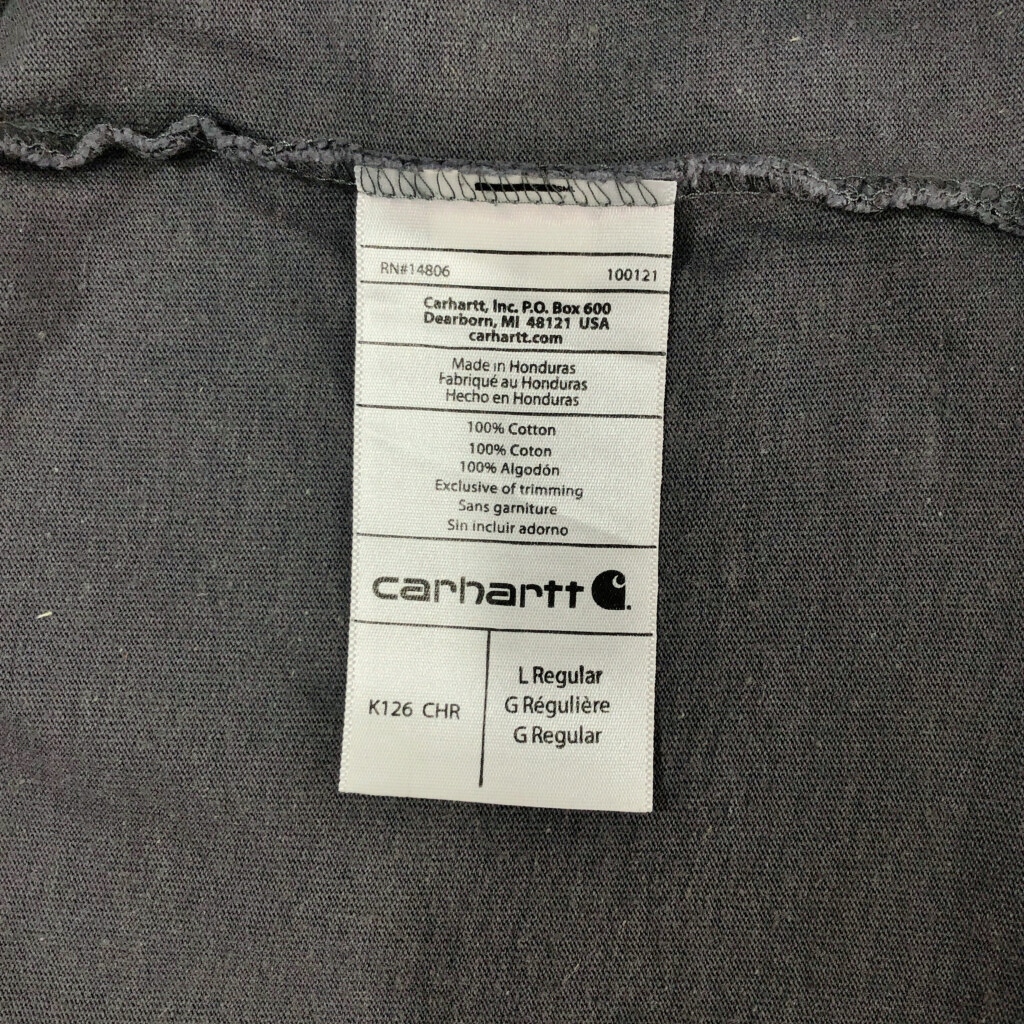 RN#14806 100121
Carhartt, Inc. P.O. Box 600
Dearborn, MI 48121 USA
carhartt.com
Made in Honduras
Fabriqué au Honduras
Hecho en Honduras
100% Cotton
100% Coton
100% Algodón
Exclusive of trimming
Sans garniture
Sin incluir adorno
carhartt
K126 CHR
L Regular
G Régulière
G Regular